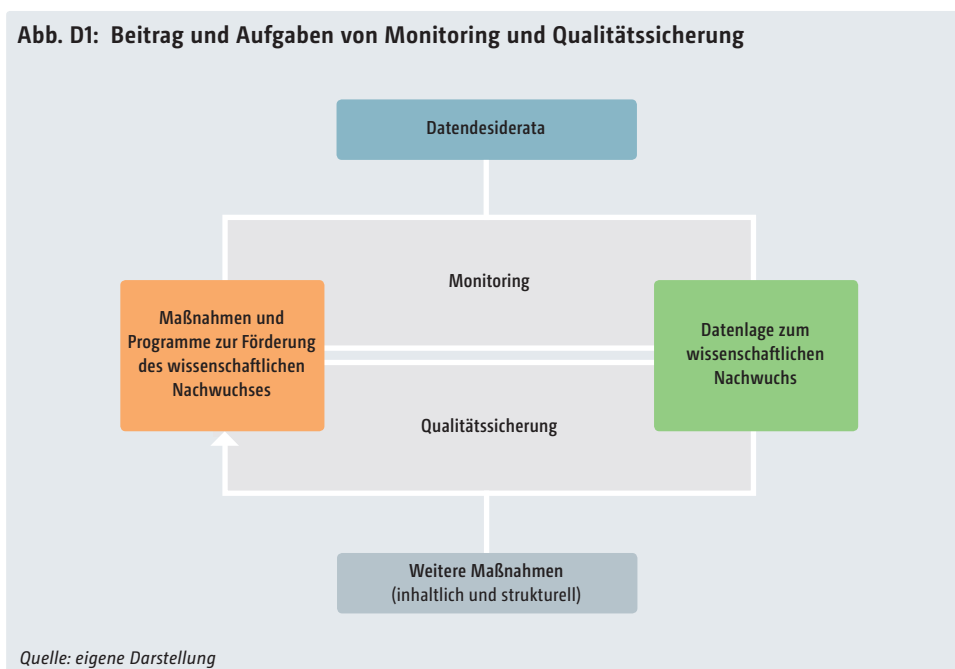 Abb. D1: Beitrag und Aufgaben von Monitoring und Qualitätssicherung
Datendesiderata
Monitoring
Maßnahmen und
Programme zur Förderung
des wissenschaftlichen
Nachwuchses
Datenlage zum
wissenschaftlichen
Nachwuchs
Qualitätssicherung
Weitere Maßnahmen
(inhaltlich und strukturell)
Quelle: eigene Darstellung